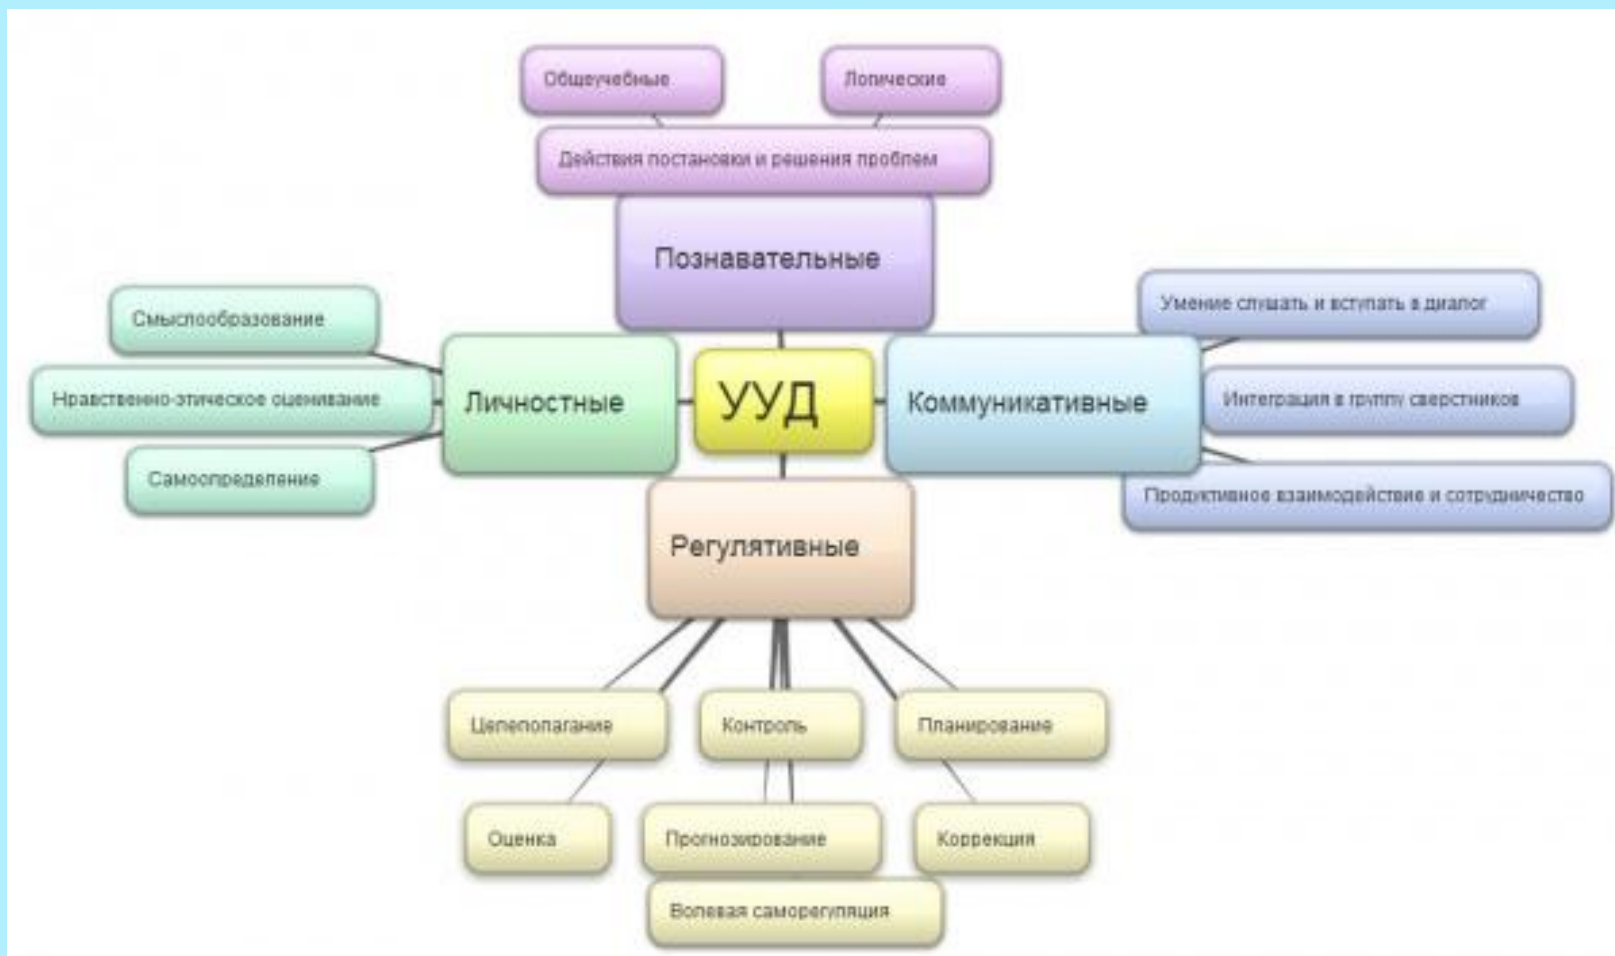 Общеучебные
Логические
Действия постановки и решения проблем
Познавательные
Смыслообразование
Нравственно-этическое оценивание
Самоопределение
Личностные
УУД
Коммуникативные
Умение слушать и вступать в диалог
Интеграция в группу сверстников
Продуктивное взаимодействие и сотрудничество
Регулятивные
Целеполагание
Контроль
Планирование
Оценка
Прогнозирование
Коррекция
Волевая саморегуляция